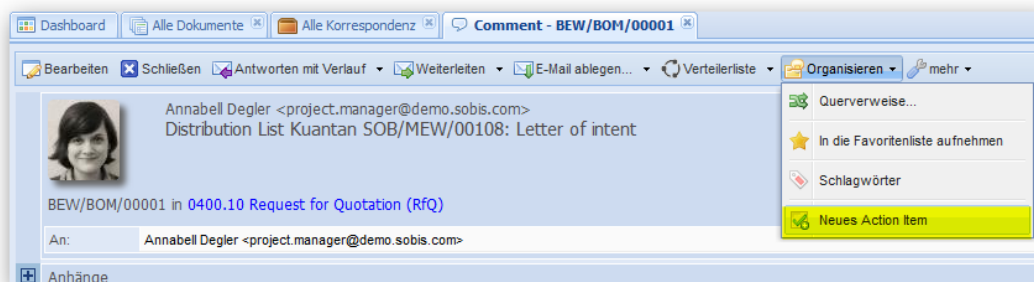 Dashboard Alle Dokumente Alle Korrespondenz Comment - BEW/BOM/00001
Bearbeiten Schließen Antworten mit Verlauf Weiterleiten E-Mail ablegen... Verteilerliste Organisieren mehr
Annabell Degler <project.manager@demo.sobis.com>
Distribution List Kuantan SOB/MEW/00108: Letter of intent
Querverweise...
In die Favoritenliste aufnehmen
Schlagwörter
Neues Action Item
BEW/BOM/00001 in 0400.10 Request for Quotation (RfQ)
An: Annabell Degler <project.manager@demo.sobis.com>
Anhänge